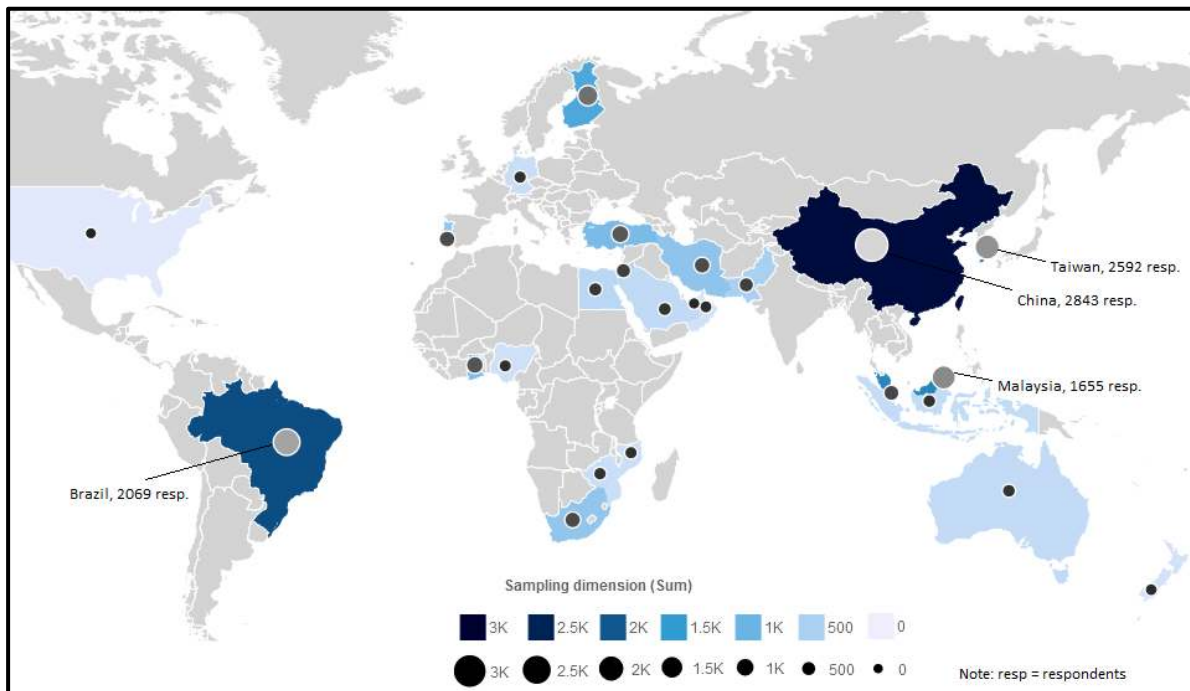 Taiwan, 2592 resp.
China, 2843 resp.
Malaysia, 1655 resp.
Brazil, 2069 resp.
Sampling dimension (Sum)
3K 2.5K 2K 1.5K 1K 500 0
3K 2.5K 2K 1.5K 1K 500 0
Note: resp = respondents